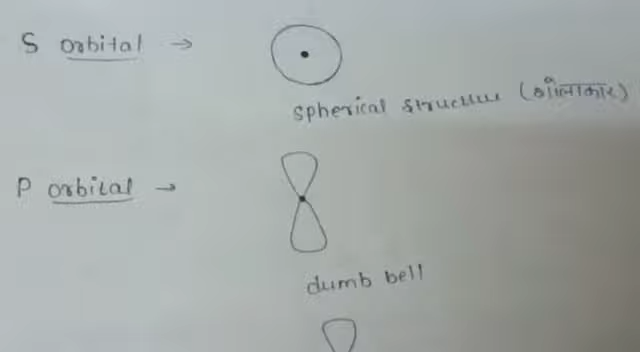 S orbital →
spherical structure (गोलाकार)
P orbital →
dumb bell